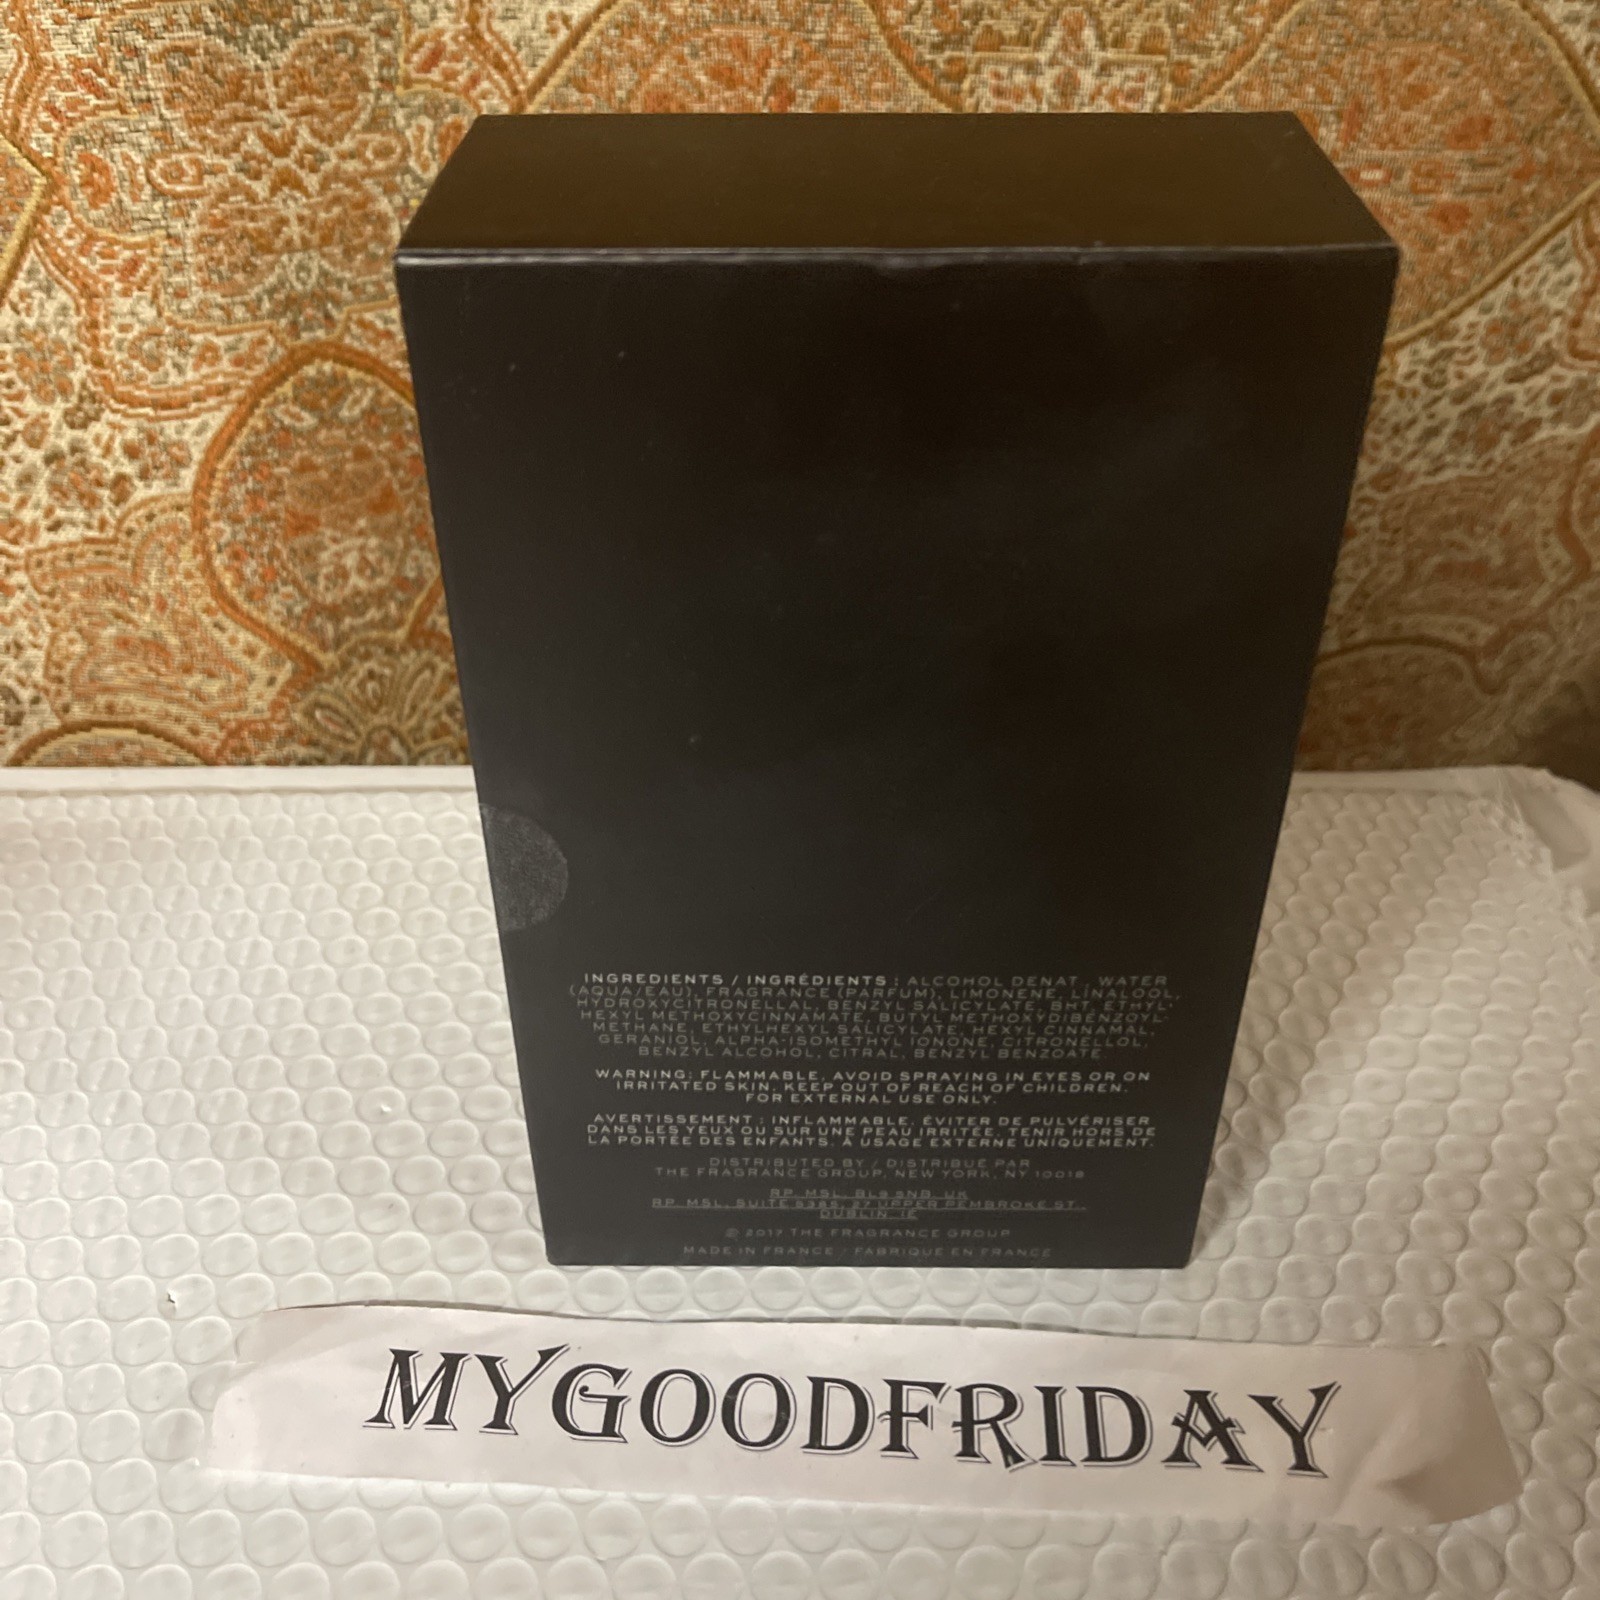 INGREDIENTS / INGRÉDIENTS : ALCOHOL DENAT., WATER
(AQUA/EAU), FRAGRANCE (PARFUM), LIMONENE, LINALOOL,
HYDROXYCITRONELLAL, BENZYL SALICYLATE, BHT, ETHYL-
HEXYL METHOXYCINNAMATE, BUTYL METHOXYDIBENZOYL-
METHANE, ETHYLHEXYL SALICYLATE, HEXYL CINNAMAL,
GERANIOL, ALPHA-ISOMETHYL IONONE, CITRONELLOL,
BENZYL ALCOHOL, CITRAL, BENZYL BENZOATE.
WARNING: FLAMMABLE. AVOID SPRAYING IN EYES OR ON
IRRITATED SKIN. KEEP OUT OF REACH OF CHILDREN.
FOR EXTERNAL USE ONLY.
AVERTISSEMENT : INFLAMMABLE. ÉVITER DE PULVÉRISER
DANS LES YEUX OU SUR UNE PEAU IRRITÉE. TENIR HORS DE
LA PORTÉE DES ENFANTS. À USAGE EXTERNE UNIQUEMENT.
DISTRIBUTED BY / DISTRIBUÉ PAR
THE FRAGRANCE GROUP, NEW YORK, NY 10018
RP. MSL, BL9 5NB, UK
RP. MSL, SUITE 27 UPPER PEMBROKE ST.,
DUBLIN, IE
© 2017 THE FRAGRANCE GROUP
MADE IN FRANCE / FABRIQUÉ EN FRANCE
MYGOODFRIDAY